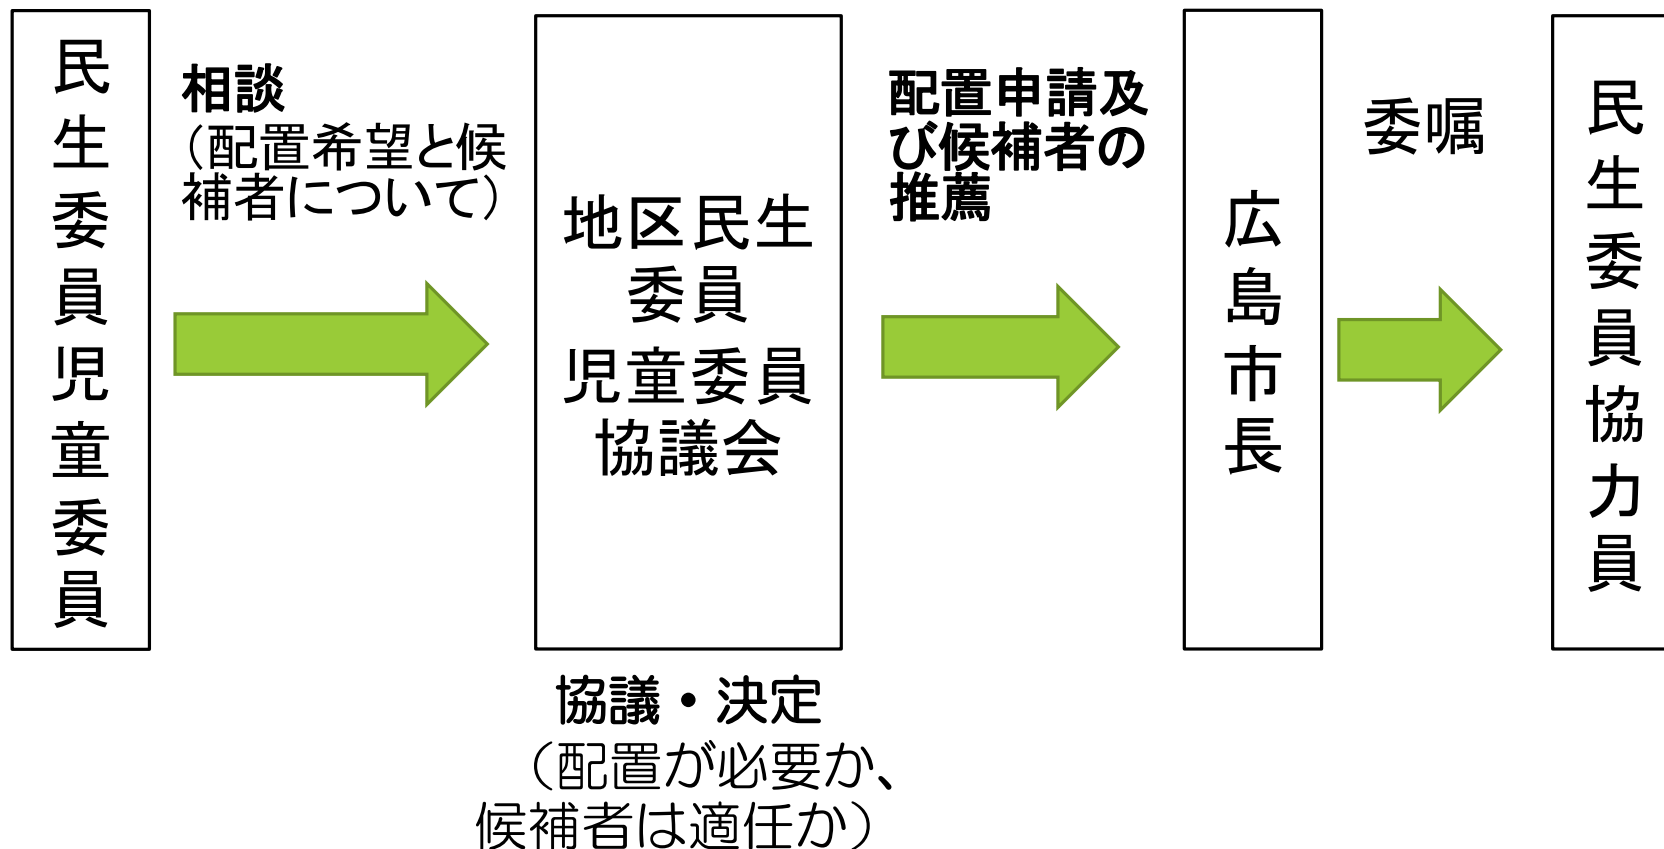 民生委員児童委員
相談
（配置希望と候
補者について）
地区民生
委員
児童委員
協議会
協議・決定
（配置が必要か、
候補者は適任か）
配置申請及
び候補者の
推薦
広島市長
委嘱
民生委員協力員